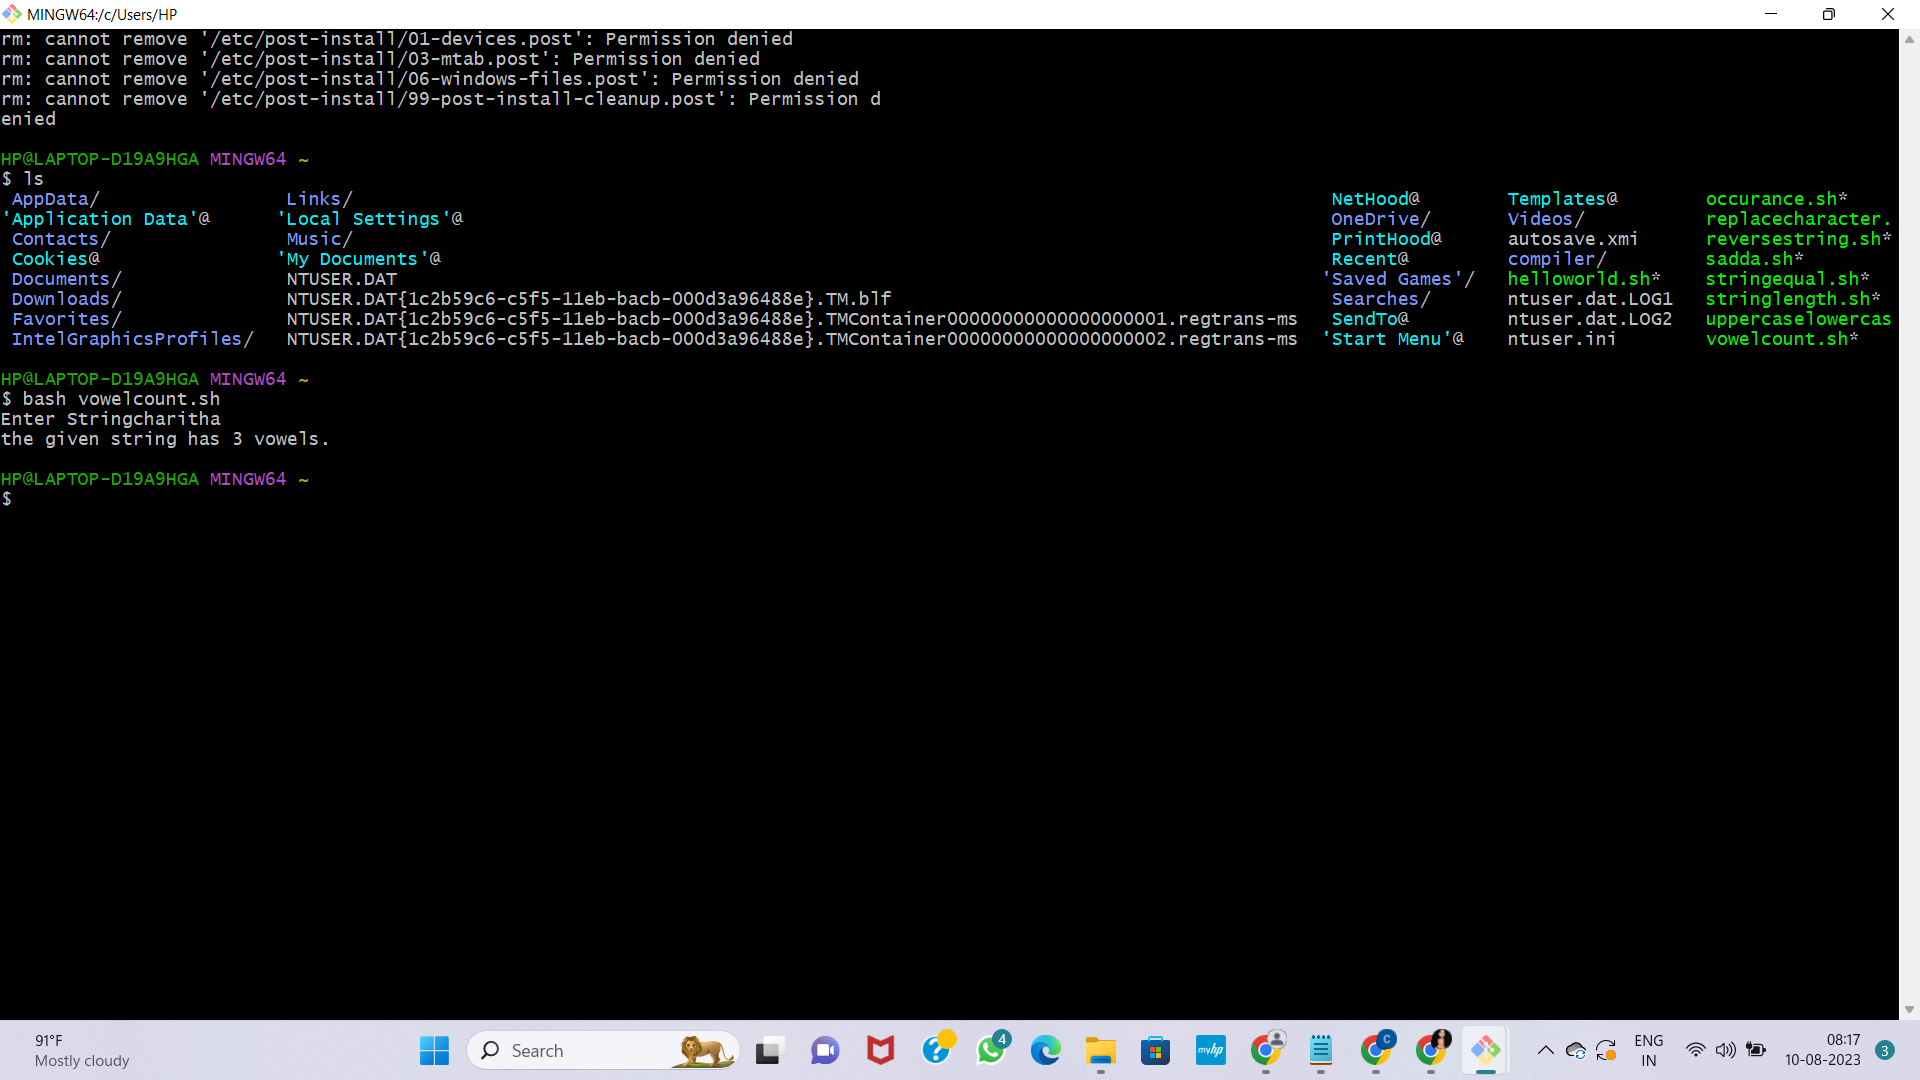 MINGW64:/c/Users/HP
rm: cannot remove '/etc/post-install/01-devices.post': Permission denied
rm: cannot remove '/etc/post-install/03-mtab.post': Permission denied
rm: cannot remove '/etc/post-install/06-windows-files.post': Permission denied
rm: cannot remove '/etc/post-install/99-post-install-cleanup.post': Permission d
enied
HP@LAPTOP-D19A9HGA MINGW64 ~
$ ls
AppData/ Links/ NetHood@ Templates@ occurance.sh*
'Application Data'@ 'Local Settings'@ OneDrive/ Videos/ replacecharacter.
Contacts/ Music/ PrintHood@ autosave.xmi reversestring.sh*
Cookies@ 'My Documents'@ Recent@ compiler/ sadda.sh*
Documents/ NTUSER.DAT 'Saved Games'/ helloworld.sh* stringequal.sh*
Downloads/ NTUSER.DAT{1c2b59c6-c5f5-11eb-bacb-000d3a96488e}.TM.blf Searches/ ntuser.dat.LOG1 stringlength.sh*
Favorites/ NTUSER.DAT{1c2b59c6-c5f5-11eb-bacb-000d3a96488e}.TMContainer00000000000000000001.regtrans-ms SendTo@ ntuser.dat.LOG2 uppercaselowercas
IntelGraphicsProfiles/ NTUSER.DAT{1c2b59c6-c5f5-11eb-bacb-000d3a96488e}.TMContainer00000000000000000002.regtrans-ms 'Start Menu'@ ntuser.ini vowelcount.sh*
HP@LAPTOP-D19A9HGA MINGW64 ~
$ bash vowelcount.sh
Enter Stringcharitha
the given string has 3 vowels.
HP@LAPTOP-D19A9HGA MINGW64 ~
$
91°F
Mostly cloudy
Search
4
myhp
C
ENG
IN
08:17
10-08-2023
3